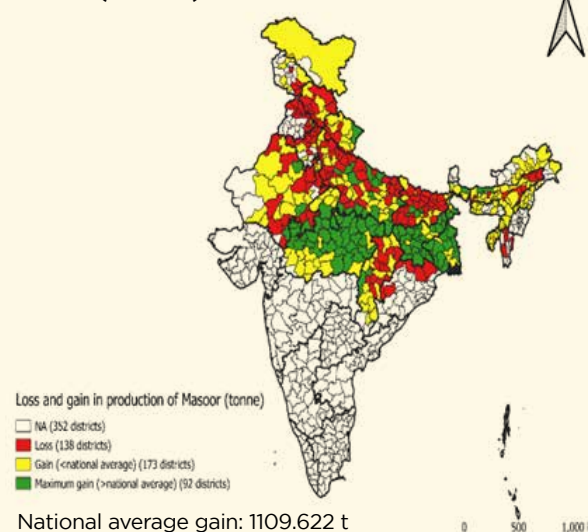 Loss and gain in production of Masoor (tonne)
NA (352 districts)
Loss (138 districts)
Gain (<national average) (173 districts)
Maximum gain (>national average) (92 districts)
National average gain: 1109.622 t
0 500 1,000